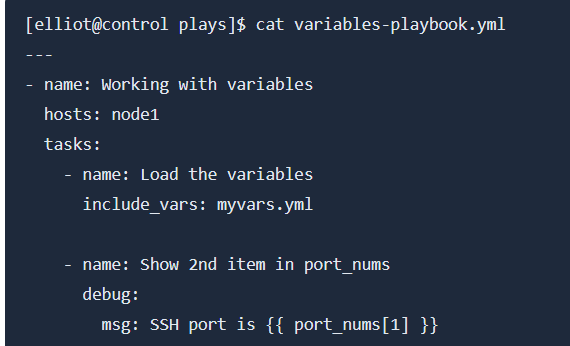 [elliot@control plays]$ cat variables-playbook.yml
---
- name: Working with variables
  hosts: node1
  tasks:
    - name: Load the variables
      include_vars: myvars.yml

    - name: Show 2nd item in port_nums
      debug:
        msg: SSH port is {{ port_nums[1] }}